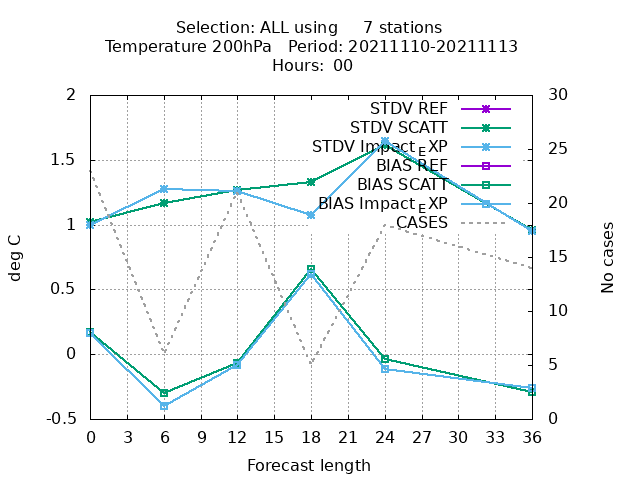 Selection: ALL using 7 stations
Temperature 200hPa Period: 20211110-20211113
Hours: 00
2
1.5
1
0.5
0
-0.5
deg C
30
25
20
15
10
5
0
No cases
STDV REF
STDV SCATT
STDV Impact_EXP
BIAS REF
BIAS SCATT
BIAS Impact_EXP
CASES
0 3 6 9 12 15 18 21 24 27 30 33 36
Forecast length